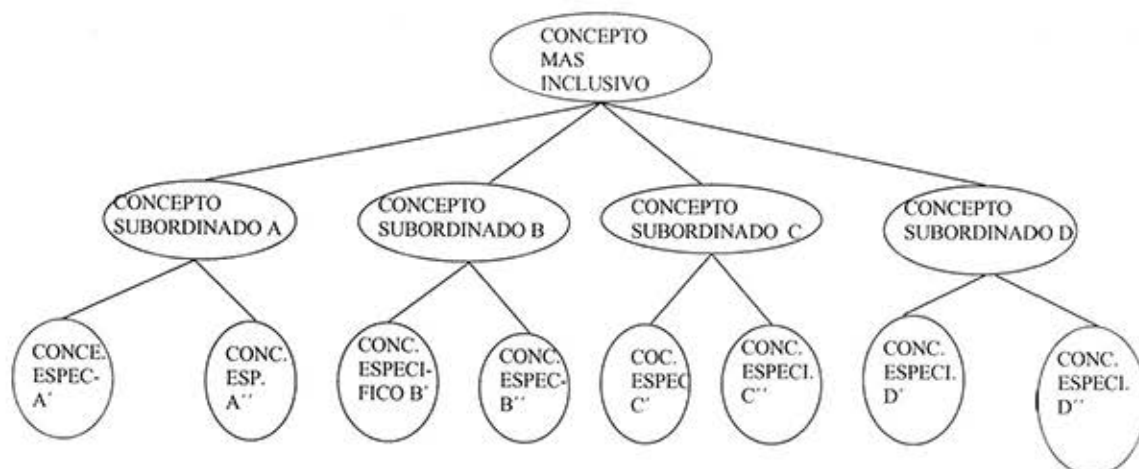 CONCEPTO
MAS
INCLUSIVO
CONCEPTO
SUBORDINADO A
CONCEPTO
SUBORDINADO B
CONCEPTO
SUBORDINADO C
CONCEPTO
SUBORDINADO D
CONCE.
ESPEC-
A´
CONC.
ESP.
A´´
CONC.
ESPECI-
FICO B´
CONC.
ESPEC-
B´´
COC.
ESPEC
C´
CONC.
ESPECI.
C´´
CONC.
ESPECI.
D´
CONC.
ESPECI.
D´´